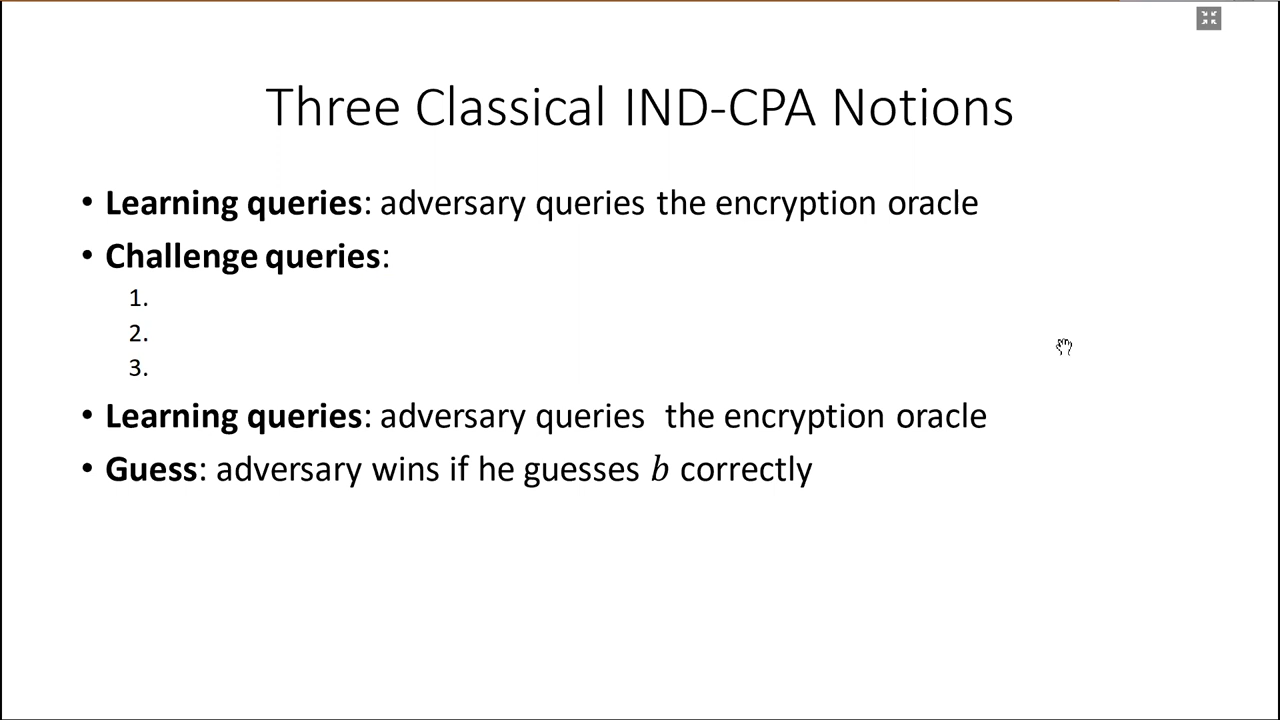 Three Classical IND-CPA Notions
• Learning queries: adversary queries the encryption oracle
• Challenge queries:
1.
2.
3.
• Learning queries: adversary queries the encryption oracle
• Guess: adversary wins if he guesses b correctly